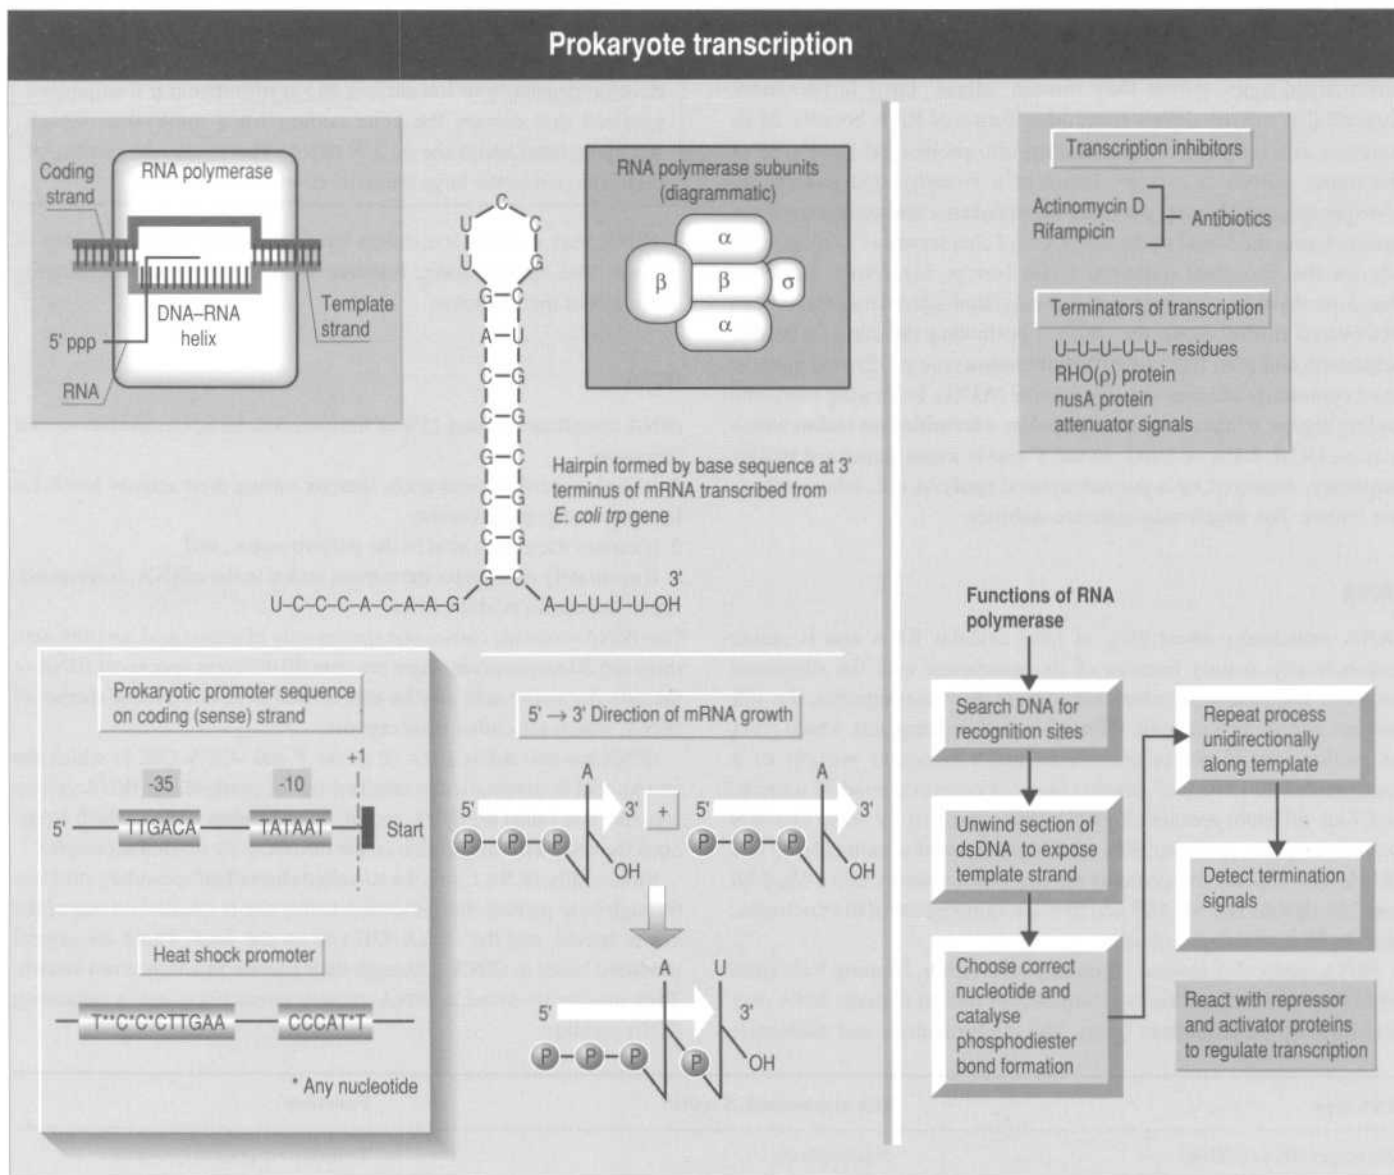 Prokaryote transcription
Coding
strand
RNA polymerase
DNA–RNA
helix
Template
strand
5' ppp
RNA
C
U C
U G
G C
A U
C G
C G
G C
C G
C G
G C
U–C–C–C–A–C–A–A–G
A–U–U–U–U–OH
3'
RNA polymerase subunits
(diagrammatic)
α
β β σ
α
Hairpin formed by base sequence at 3'
terminus of mRNA transcribed from
E. coli trp gene
Transcription inhibitors
Actinomycin D
Rifampicin
Antibiotics
Terminators of transcription
U–U–U–U–U– residues
RHO(ρ) protein
nusA protein
attenuator signals
Prokaryotic promoter sequence
on coding (sense) strand
+1
-35 -10
5' TTGACA TATAAT Start
Heat shock promoter
T**C*C*CTTGAA CCCAT*T
* Any nucleotide
5' → 3' Direction of mRNA growth
A A
5' 3' + 5' 3'
P P P OH P P P OH
A U
5' 3'
P P P P OH
Functions of RNA
polymerase
Search DNA for
recognition sites
Unwind section of
dsDNA to expose
template strand
Choose correct
nucleotide and
catalyse
phosphodiester
bond formation
Repeat process
unidirectionally
along template
Detect termination
signals
React with repressor
and activator proteins
to regulate transcription